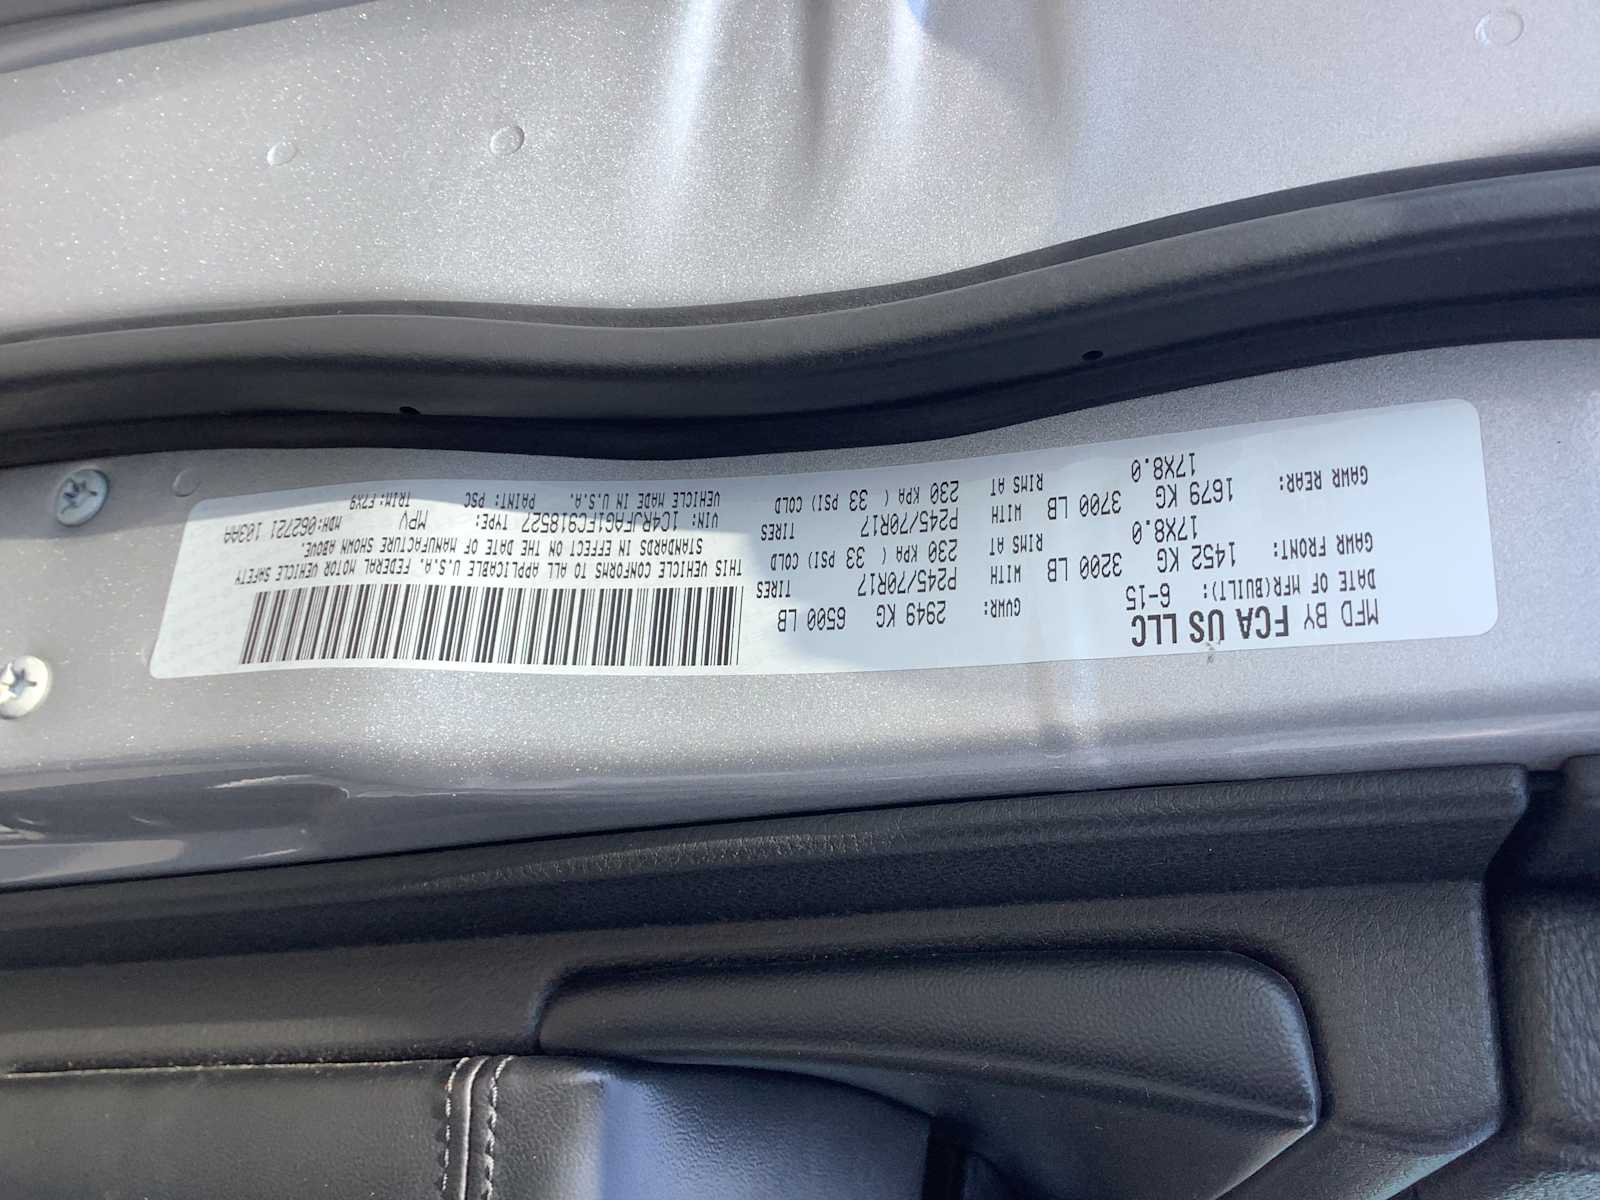 MFD BY FCA US LLC
DATE OF MFR(BUILT): 6-15 GVWR: 2949 KG 6500 LB
GAWR FRONT: 1452 KG 3200 LB WITH P245/70R17 TIRES
17X8.0 RIMS AT 230 KPA ( 33 PSI) COLD
GAWR REAR: 1679 KG 3700 LB WITH P245/70R17 TIRES
17X8.0 RIMS AT 230 KPA ( 33 PSI) COLD
THIS VEHICLE CONFORMS TO ALL APPLICABLE U.S.A. FEDERAL MOTOR VEHICLE SAFETY
STANDARDS IN EFFECT ON THE DATE OF MANUFACTURE SHOWN ABOVE.
VIN: 1C4RJFAG1FC918527 TYPE: MPV MDH:062721 103AA
VEHICLE MADE IN U.S.A. PAINT: PSC TRIM:F7X9